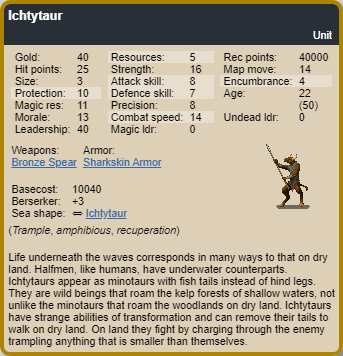 Ichtytaur
Unit
Gold: 40 Resources: 5 Rec points: 40000
Hit points: 25 Strength: 16 Map move: 14
Size: 3 Attack skill: 8 Encumbrance: 4
Protection: 10 Defence skill: 7 Age: 22
Magic res: 11 Precision: 8 (50)
Morale: 13 Combat speed: 14 Undead ldr: 0
Leadership: 40 Magic ldr: 0
Weapons: Armor:
Bronze Spear Sharkskin Armor
Basecost: 10040
Berserker: +3
Sea shape: ⇔ Ichtytaur
(Trample, amphibious, recuperation)
Life underneath the waves corresponds in many ways to that on dry
land. Halfmen, like humans, have underwater counterparts.
Ichtytaurs appear as minotaurs with fish tails instead of hind legs.
They are wild beings that roam the kelp forests of shallow waters, not
unlike the minotaurs that roam the woodlands on dry land. Ichtytaurs
have strange abilities of transformation and can remove their tails to
walk on dry land. On land they fight by charging through the enemy
trampling anything that is smaller than themselves.